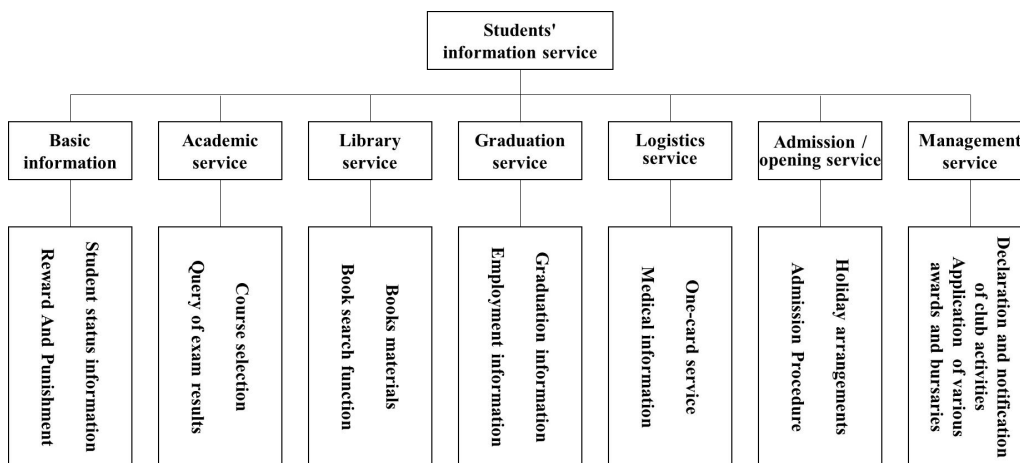 Students'
information service
Basic
information
Academic
service
Library
service
Graduation
service
Logistics
service
Admission /
opening service
Management
service
Student status information
Reward And Punishment
Course selection
Query of exam results
Books materials
Book search function
Graduation information
Employment information
One-card service
Medical information
Holiday arrangements
Admission Procedure
Declaration and notification
of club activities
Application of various
awards and bursaries